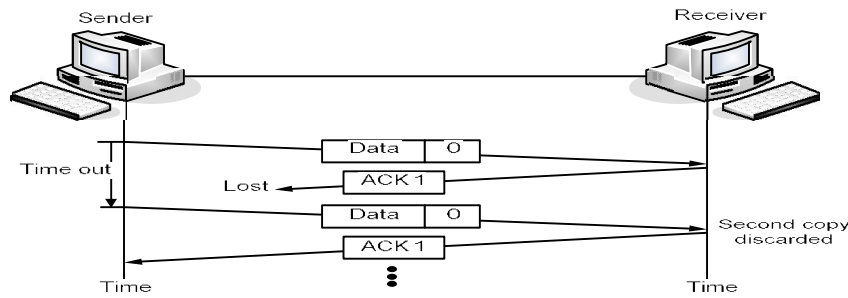 Sender
Receiver
Data 0
Time out
Lost
ACK 1
Data 0
Second copy
discarded
ACK 1
Time
Time